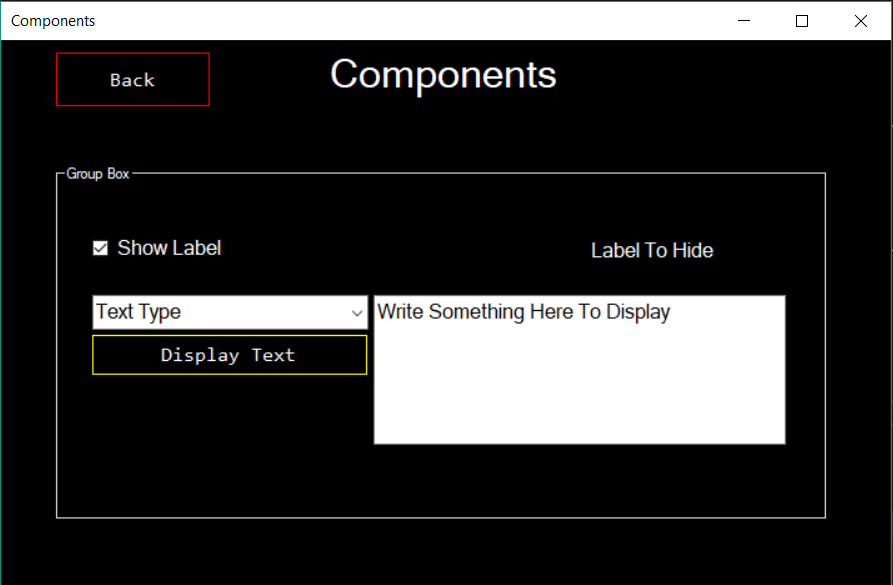 Components
Back
Components
Group Box
Show Label
Label To Hide
Text Type
Write Something Here To Display
Display Text